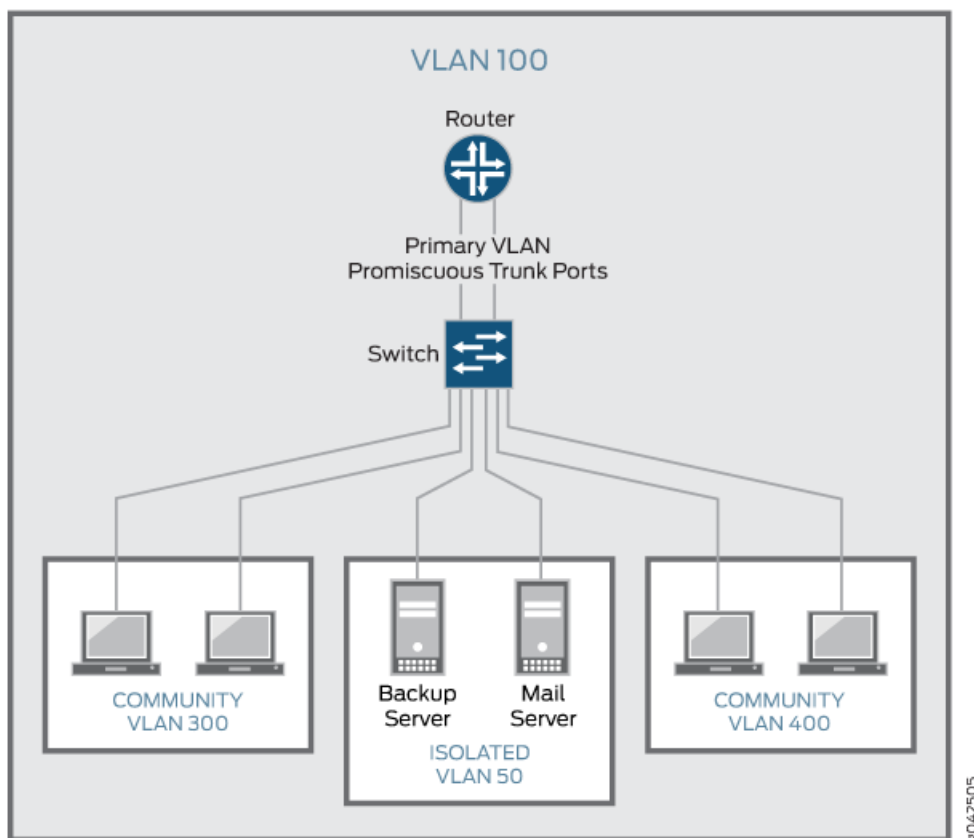 VLAN 100
Router
Primary VLAN
Promiscuous Trunk Ports
Switch
COMMUNITY
VLAN 300
Backup
Server
Mail
Server
ISOLATED
VLAN 50
COMMUNITY
VLAN 400
g042505